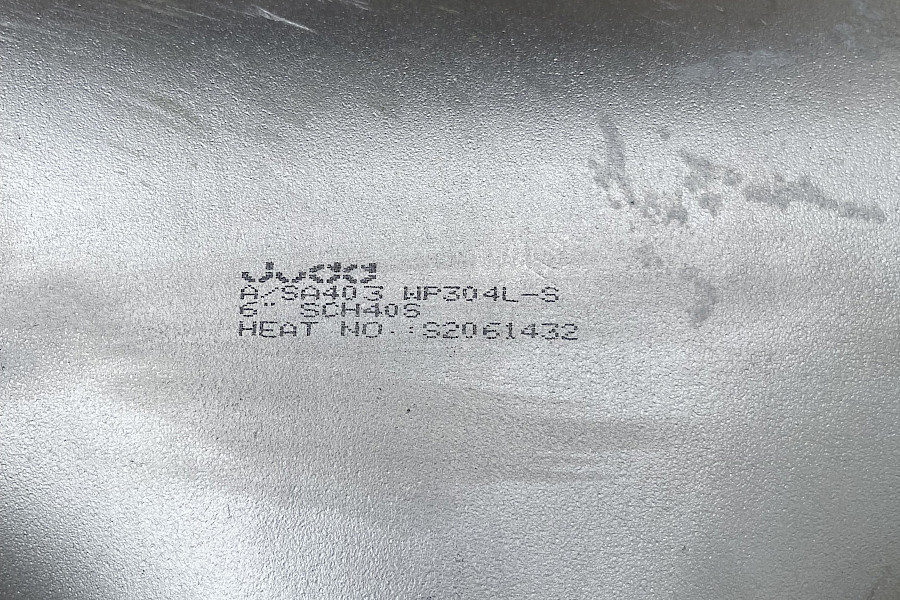 A/SA403 WP304L-S
6" SCH40S
HEAT NO.:S2061432